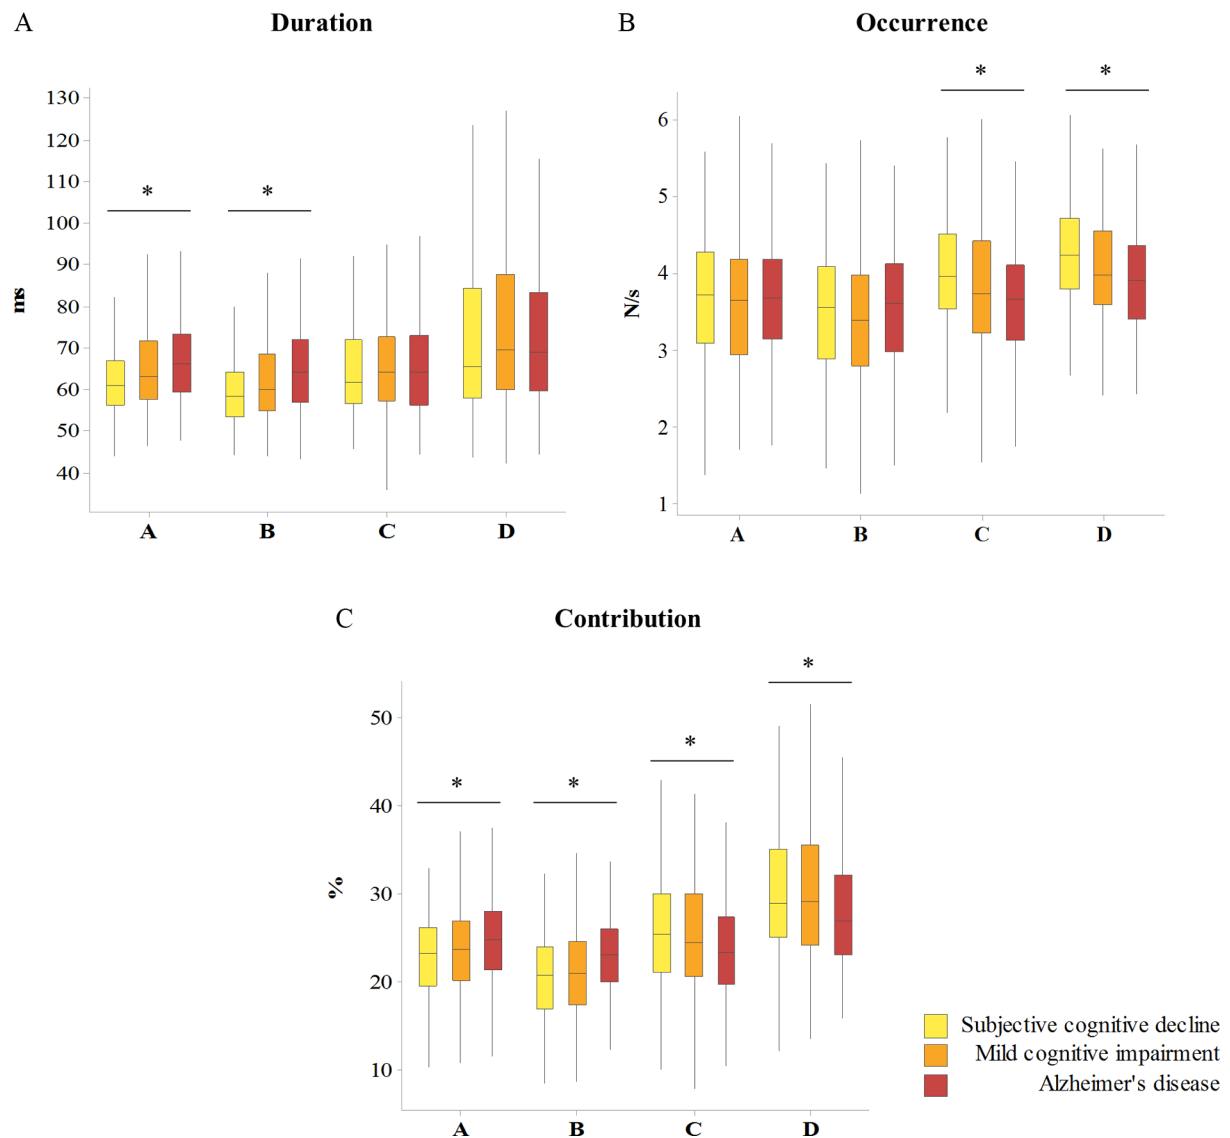 A
Duration
130
120
110
100
90
80
70
60
50
40
ms
*
*
A
B
C
D
B
Occurrence
6
5
4
3
2
1
N/s
*
*
A
B
C
D
C
Contribution
50
40
30
20
10
%
*
*
*
*
A
B
C
D
Subjective cognitive decline
Mild cognitive impairment
Alzheimer's disease